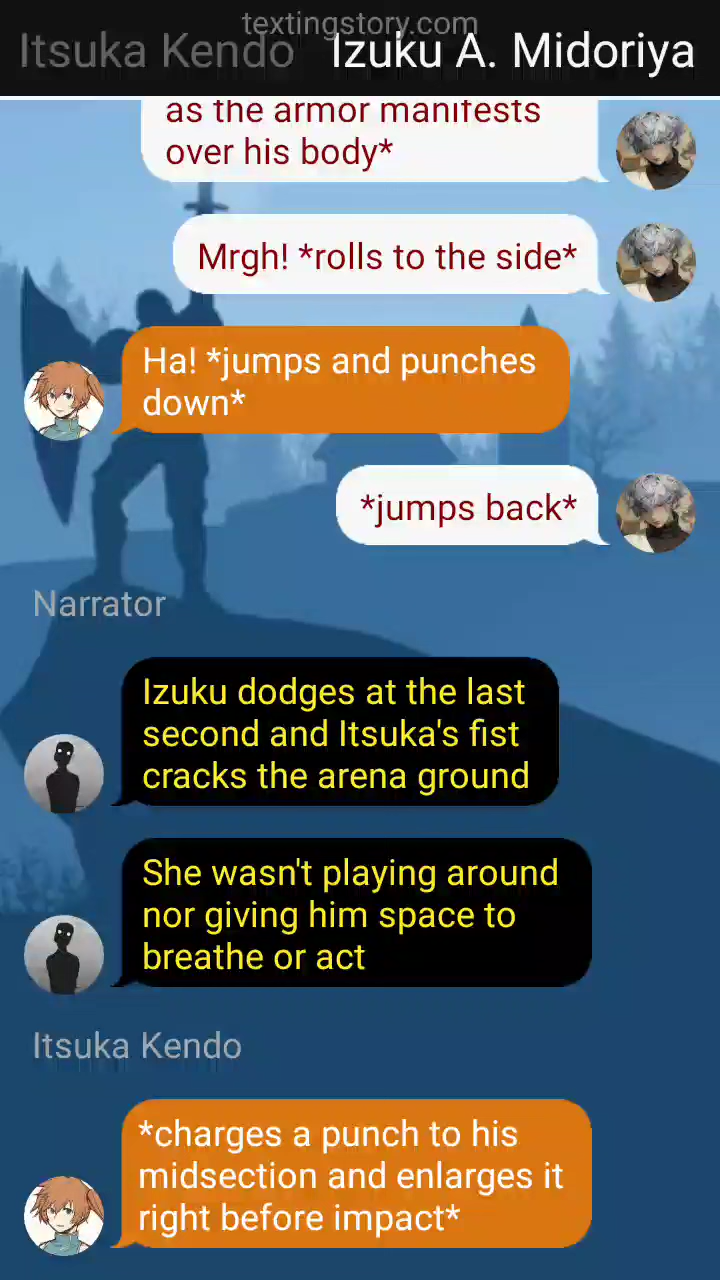 textingstory.com
Itsuka Kendo Izuku A. Midoriya
as the armor manifests
over his body*
Mrgh! *rolls to the side*
Ha! *jumps and punches
down*
*jumps back*
Narrator
Izuku dodges at the last
second and Itsuka's fist
cracks the arena ground
She wasn't playing around
nor giving him space to
breathe or act
Itsuka Kendo
*charges a punch to his
midsection and enlarges it
right before impact*